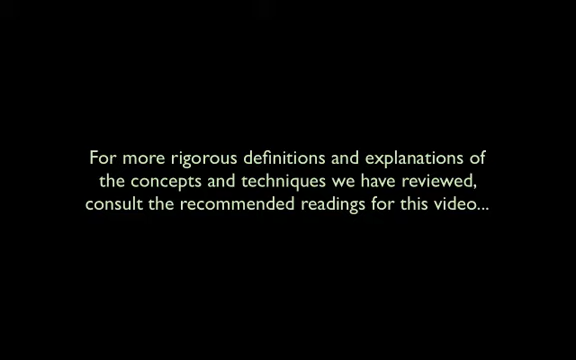 For more rigorous definitions and explanations of
the concepts and techniques we have reviewed,
consult the recommended readings for this video...